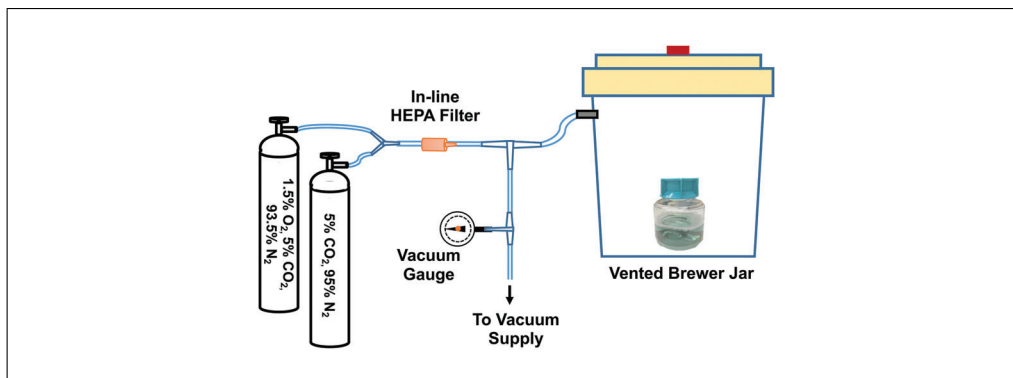 In-line
HEPA Filter
1.5% O₂, 5% CO₂,
93.5% N₂
5% CO₂, 95% N₂
Vacuum
Gauge
To Vacuum
Supply
Vented Brewer Jar